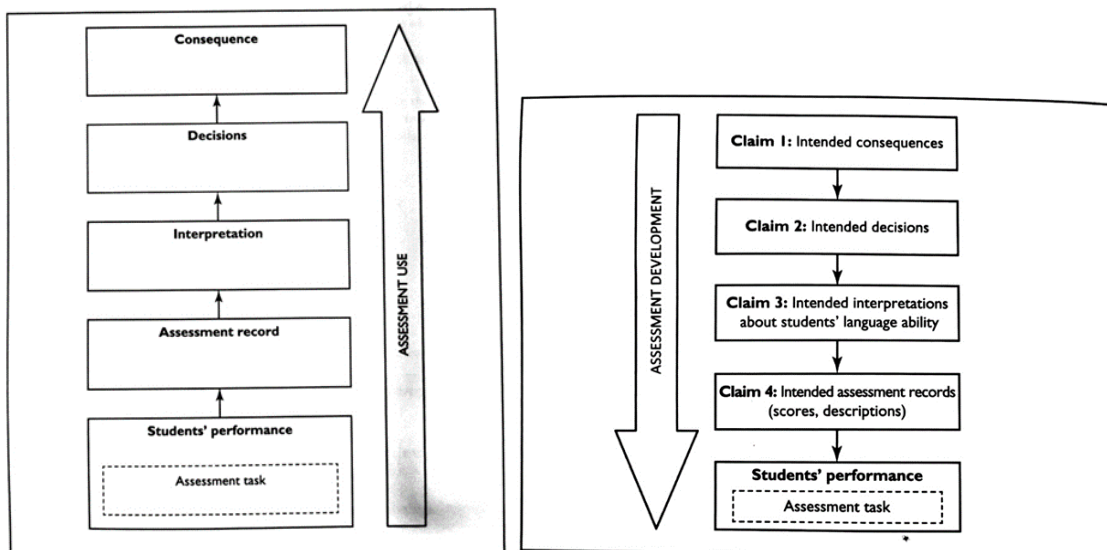 Consequence
Decisions
Interpretation
Assessment record
Students' performance
Assessment task
ASSESSMENT USE
ASSESSMENT DEVELOPMENT
Claim 1: Intended consequences
Claim 2: Intended decisions
Claim 3: Intended interpretations
about students' language ability
Claim 4: Intended assessment records
(scores, descriptions)
Students' performance
Assessment task